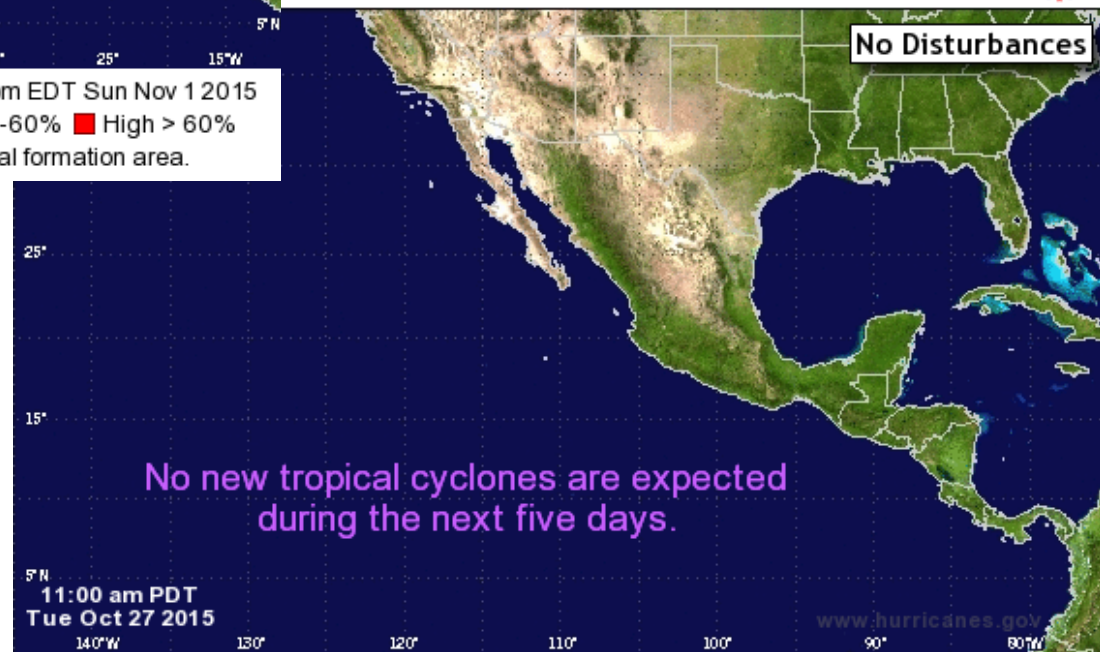 5°N
25° 15°W
No Disturbances
m EDT Sun Nov 1 2015
-60% High > 60%
al formation area.
25°
15°
No new tropical cyclones are expected
during the next five days.
5°N
11:00 am PDT
Tue Oct 27 2015
www.hurricanes.gov
140°W 130° 120° 110° 100° 90° 80°W